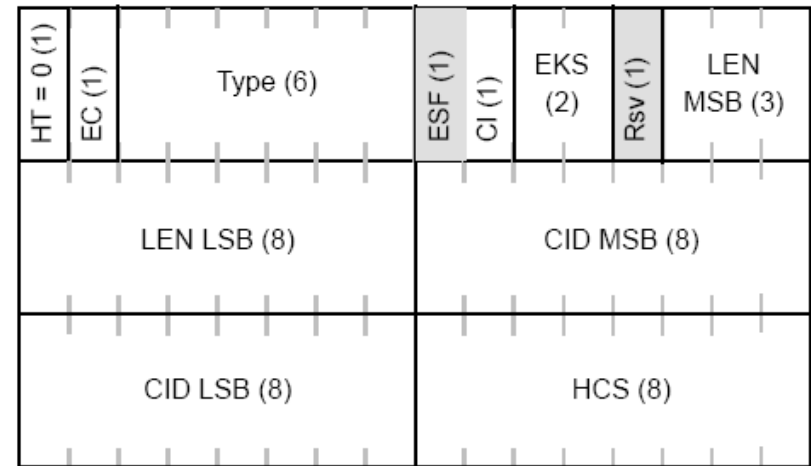 HT = 0 (1)
EC (1)
Type (6)
ESF (1)
CI (1)
EKS
(2)
Rsv (1)
LEN
MSB (3)
LEN LSB (8)
CID MSB (8)
CID LSB (8)
HCS (8)